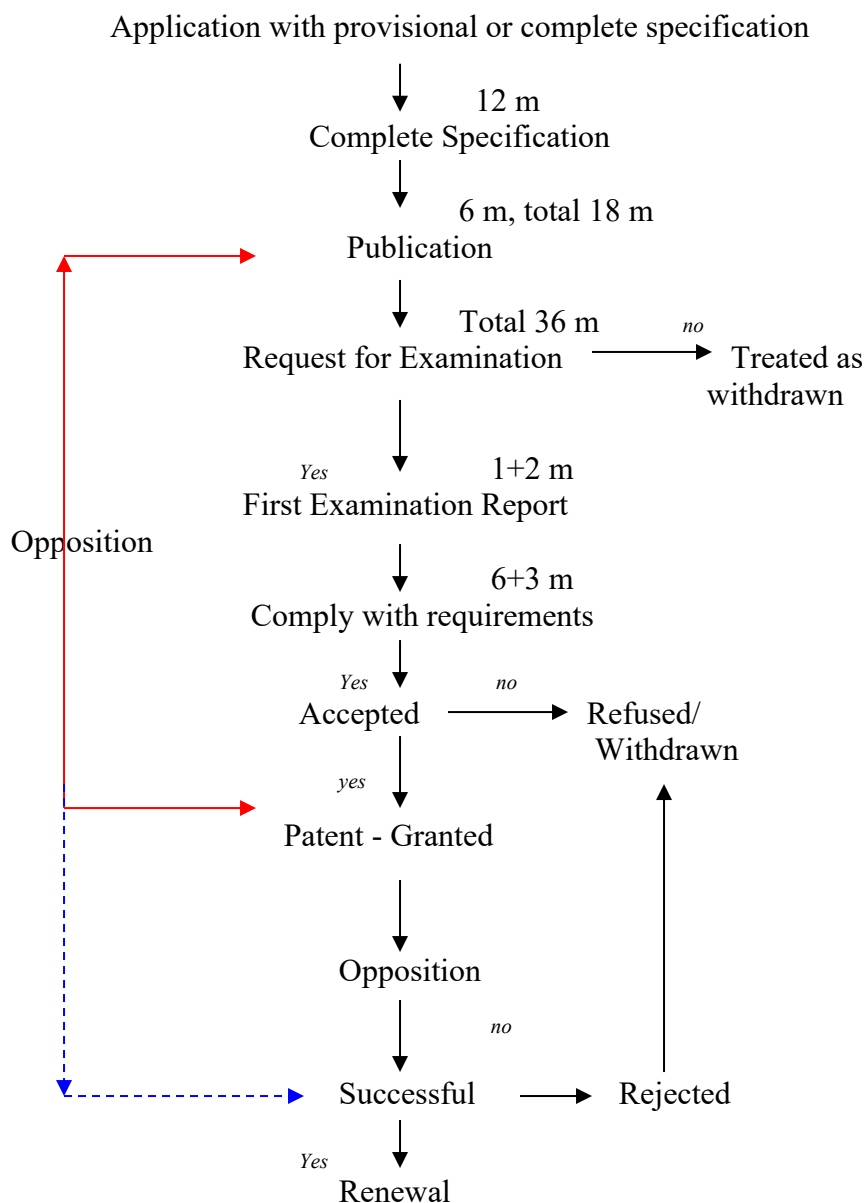 Application with provisional or complete specification
12 m
Complete Specification
6 m, total 18 m
Publication
Total 36 m
no
Request for Examination
Treated as
withdrawn
Yes
1+2 m
First Examination Report
Opposition
6+3 m
Comply with requirements
Yes
no
Accepted
Refused/
Withdrawn
yes
Patent - Granted
Opposition
no
Successful
Rejected
Yes
Renewal